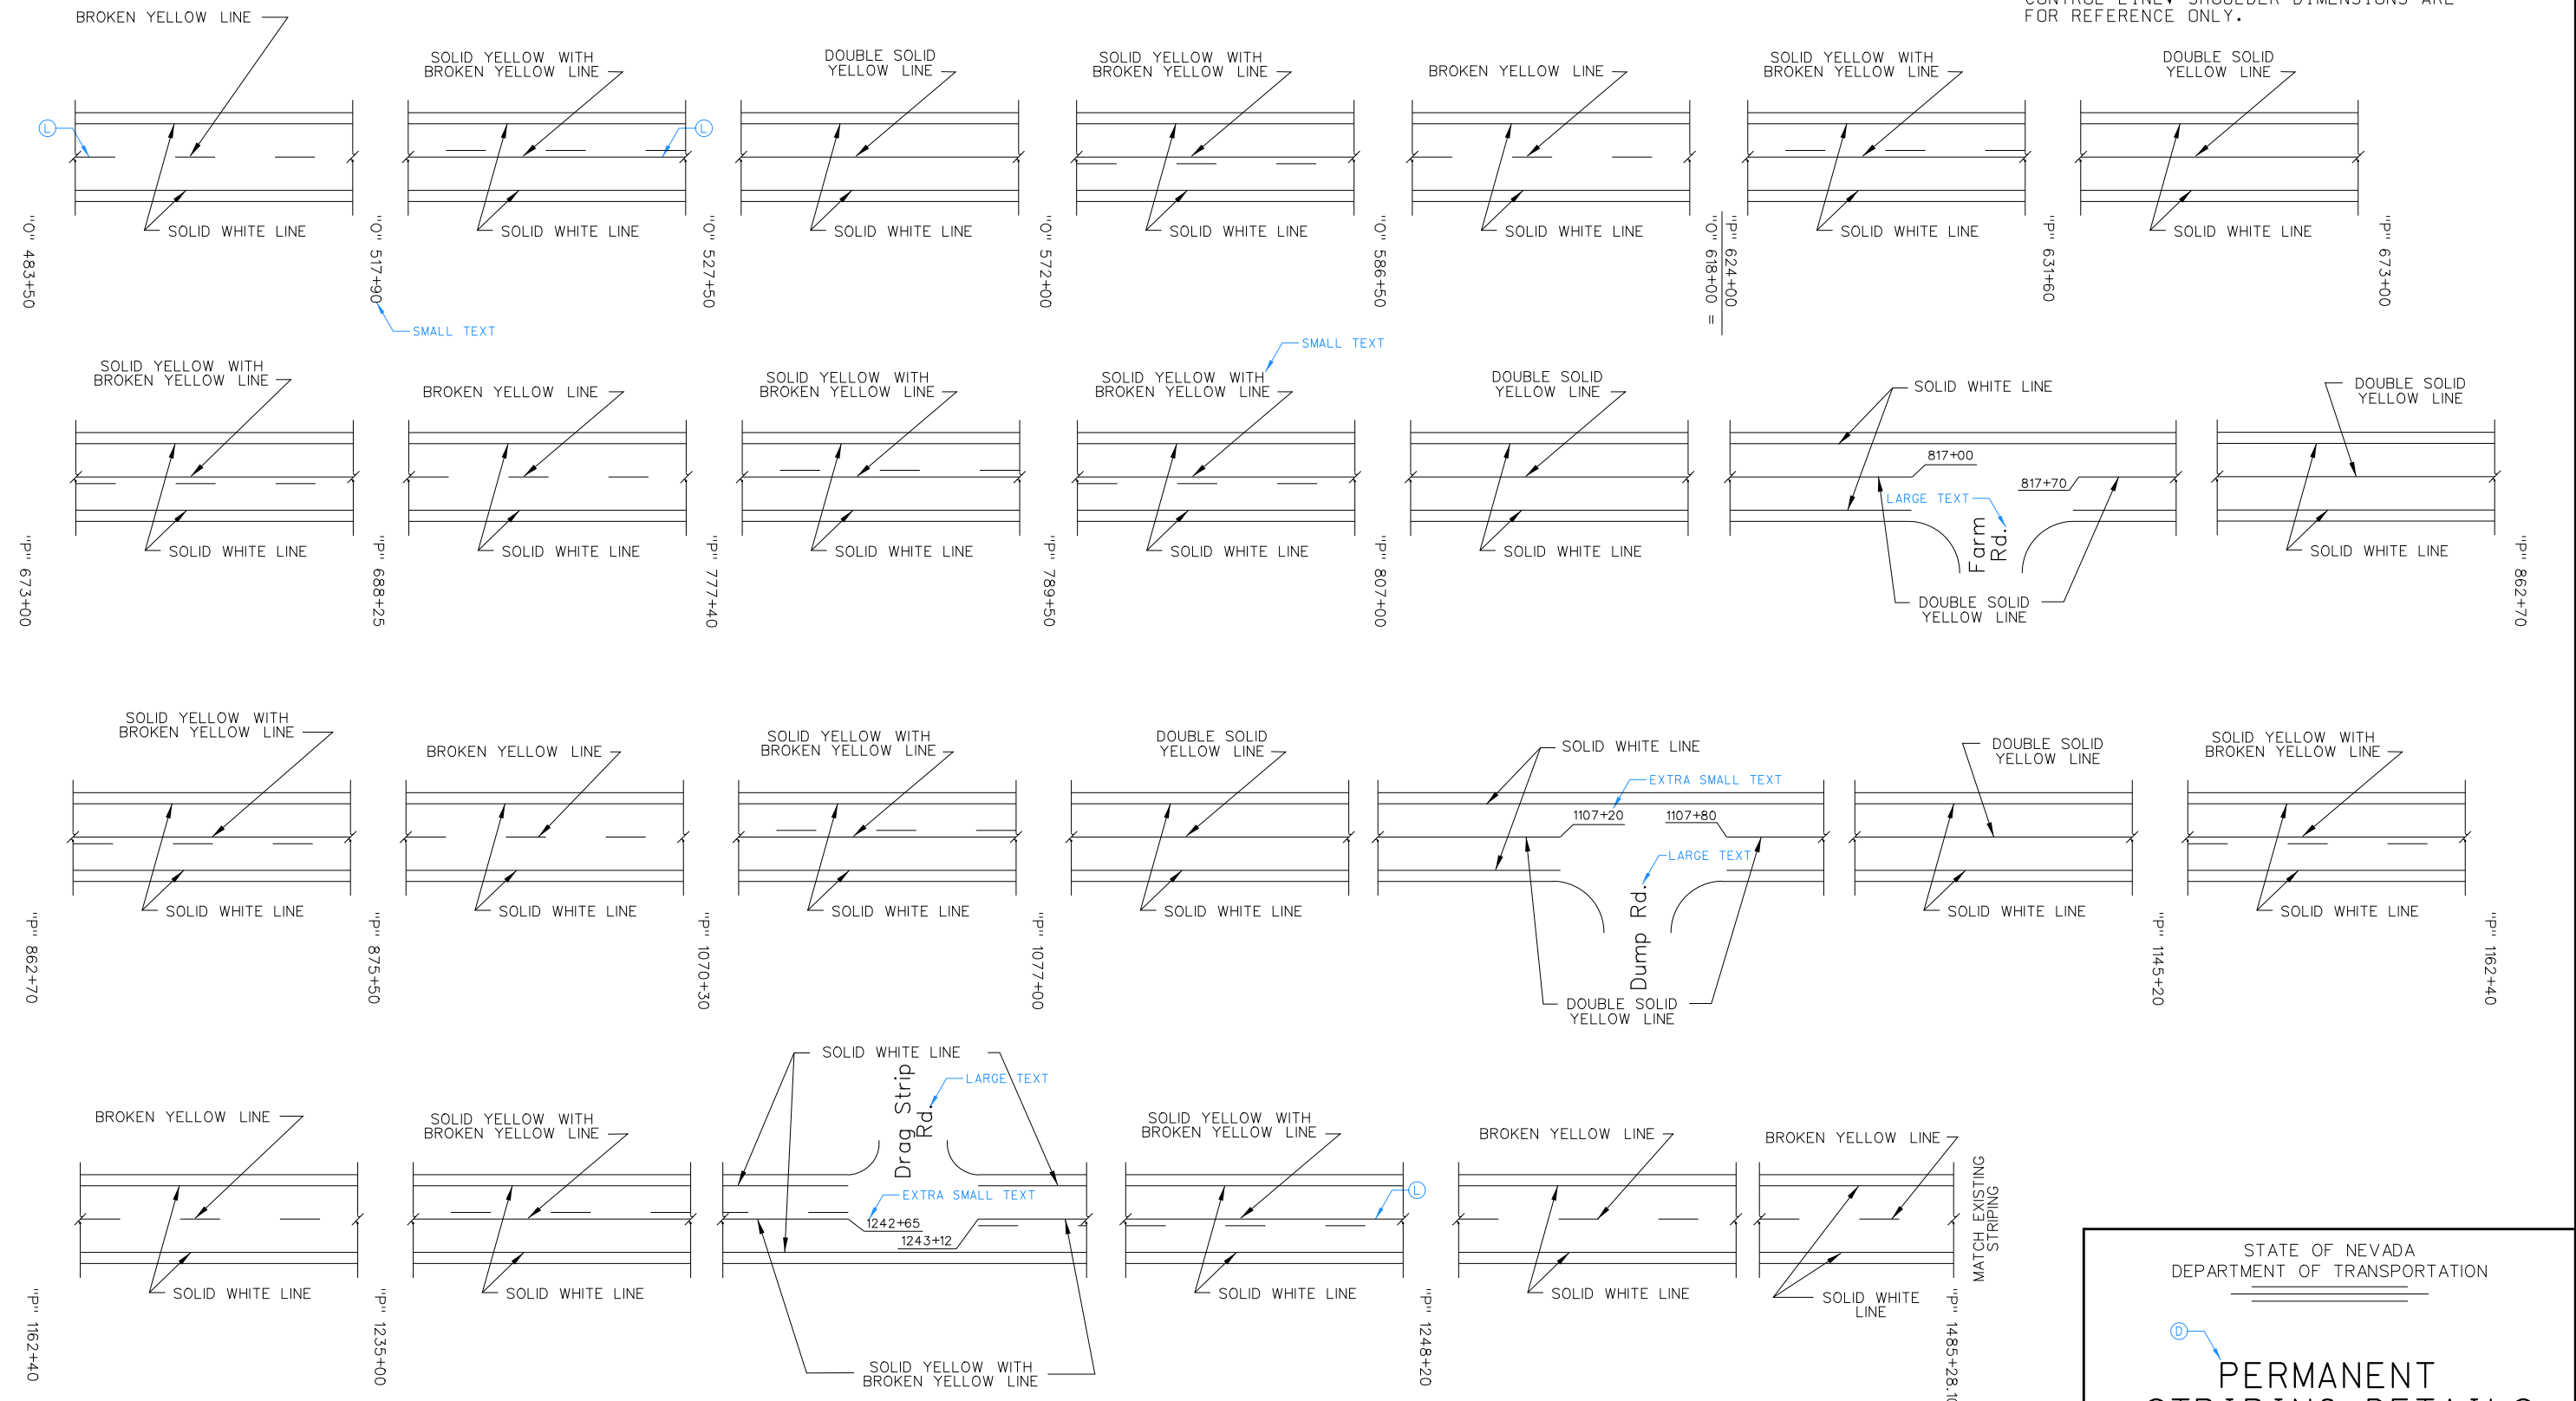 CONTROL LINE. SHOULDER DIMENSIONS ARE
FOR REFERENCE ONLY.
BROKEN YELLOW LINE
SOLID YELLOW WITH
BROKEN YELLOW LINE
DOUBLE SOLID
YELLOW LINE
SOLID YELLOW WITH
BROKEN YELLOW LINE
BROKEN YELLOW LINE
SOLID YELLOW WITH
BROKEN YELLOW LINE
DOUBLE SOLID
YELLOW LINE
L
L
SOLID WHITE LINE
SOLID WHITE LINE
SOLID WHITE LINE
SOLID WHITE LINE
SOLID WHITE LINE
SOLID WHITE LINE
SOLID WHITE LINE
"O" 483+50
"O" 517+90
"O" 527+50
"O" 572+00
"O" 586+50
"O" 618+00 =
"P" 624+00
"P" 631+60
"P" 673+00
SMALL TEXT
SMALL TEXT
SOLID YELLOW WITH
BROKEN YELLOW LINE
BROKEN YELLOW LINE
SOLID YELLOW WITH
BROKEN YELLOW LINE
SOLID YELLOW WITH
BROKEN YELLOW LINE
DOUBLE SOLID
YELLOW LINE
SOLID WHITE LINE
DOUBLE SOLID
YELLOW LINE
817+00
817+70
LARGE TEXT
Farm
Rd.
SOLID WHITE LINE
SOLID WHITE LINE
SOLID WHITE LINE
SOLID WHITE LINE
SOLID WHITE LINE
DOUBLE SOLID
YELLOW LINE
SOLID WHITE LINE
"P" 673+00
"P" 688+25
"P" 777+40
"P" 789+50
"P" 807+00
"P" 862+70
SOLID YELLOW WITH
BROKEN YELLOW LINE
BROKEN YELLOW LINE
SOLID YELLOW WITH
BROKEN YELLOW LINE
DOUBLE SOLID
YELLOW LINE
SOLID WHITE LINE
DOUBLE SOLID
YELLOW LINE
SOLID YELLOW WITH
BROKEN YELLOW LINE
EXTRA SMALL TEXT
1107+20
1107+80
LARGE TEXT
Dump Rd.
SOLID WHITE LINE
SOLID WHITE LINE
SOLID WHITE LINE
SOLID WHITE LINE
DOUBLE SOLID
YELLOW LINE
SOLID WHITE LINE
SOLID WHITE LINE
"P" 862+70
"P" 875+50
"P" 1070+30
"P" 1077+00
"P" 1145+20
"P" 1162+40
BROKEN YELLOW LINE
SOLID YELLOW WITH
BROKEN YELLOW LINE
SOLID WHITE LINE
LARGE TEXT
Drag Strip
Rd.
EXTRA SMALL TEXT
1242+65
1243+12
SOLID YELLOW WITH
BROKEN YELLOW LINE
L
BROKEN YELLOW LINE
BROKEN YELLOW LINE
MATCH EXISTING
STRIPING
SOLID WHITE LINE
SOLID WHITE LINE
SOLID YELLOW WITH
BROKEN YELLOW LINE
SOLID WHITE LINE
SOLID WHITE LINE
SOLID WHITE
LINE
"P" 1162+40
"P" 1235+00
"P" 1248+20
"P" 1485+28.10
STATE OF NEVADA
DEPARTMENT OF TRANSPORTATION
D
PERMANENT
STRIPING DETAILS